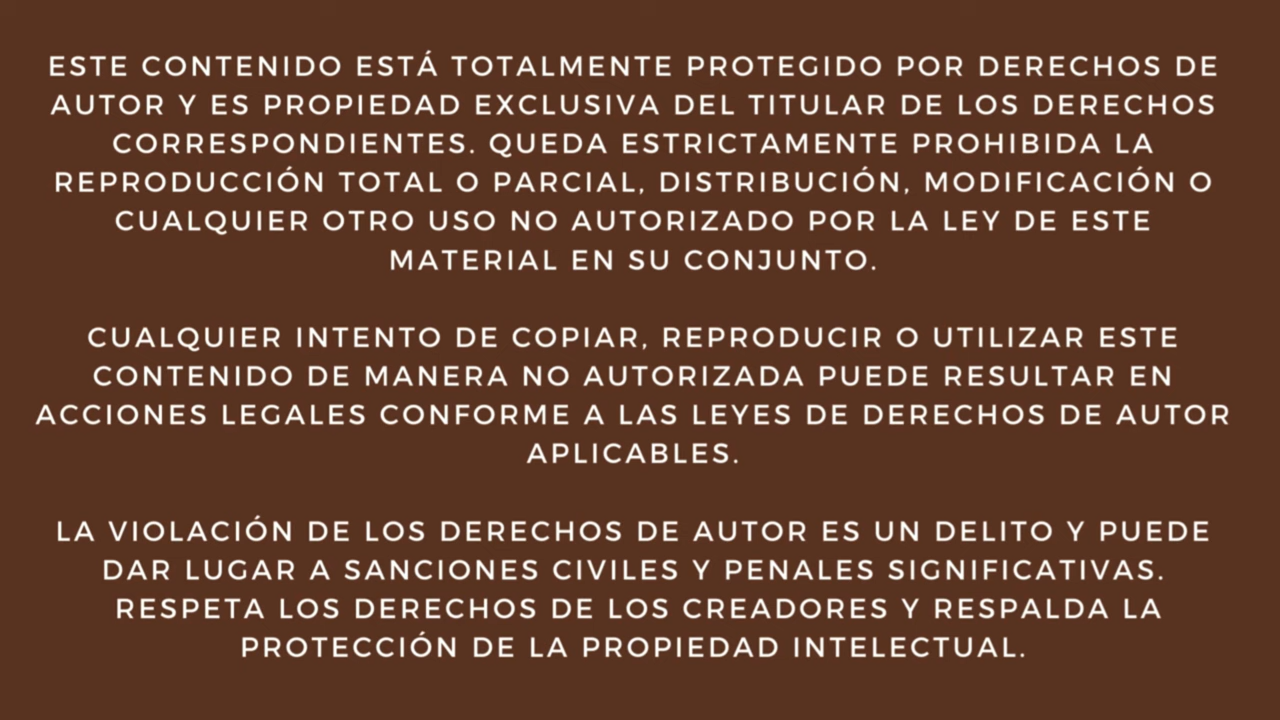 ESTE CONTENIDO ESTÁ TOTALMENTE PROTEGIDO POR DERECHOS DE
AUTOR Y ES PROPIEDAD EXCLUSIVA DEL TITULAR DE LOS DERECHOS
CORRESPONDIENTES. QUEDA ESTRICTAMENTE PROHIBIDA LA
REPRODUCCIÓN TOTAL O PARCIAL, DISTRIBUCIÓN, MODIFICACIÓN O
CUALQUIER OTRO USO NO AUTORIZADO POR LA LEY DE ESTE
MATERIAL EN SU CONJUNTO.
CUALQUIER INTENTO DE COPIAR, REPRODUCIR O UTILIZAR ESTE
CONTENIDO DE MANERA NO AUTORIZADA PUEDE RESULTAR EN
ACCIONES LEGALES CONFORME A LAS LEYES DE DERECHOS DE AUTOR
APLICABLES.
LA VIOLACIÓN DE LOS DERECHOS DE AUTOR ES UN DELITO Y PUEDE
DAR LUGAR A SANCIONES CIVILES Y PENALES SIGNIFICATIVAS.
RESPETA LOS DERECHOS DE LOS CREADORES Y RESPALDA LA
PROTECCIÓN DE LA PROPIEDAD INTELECTUAL.